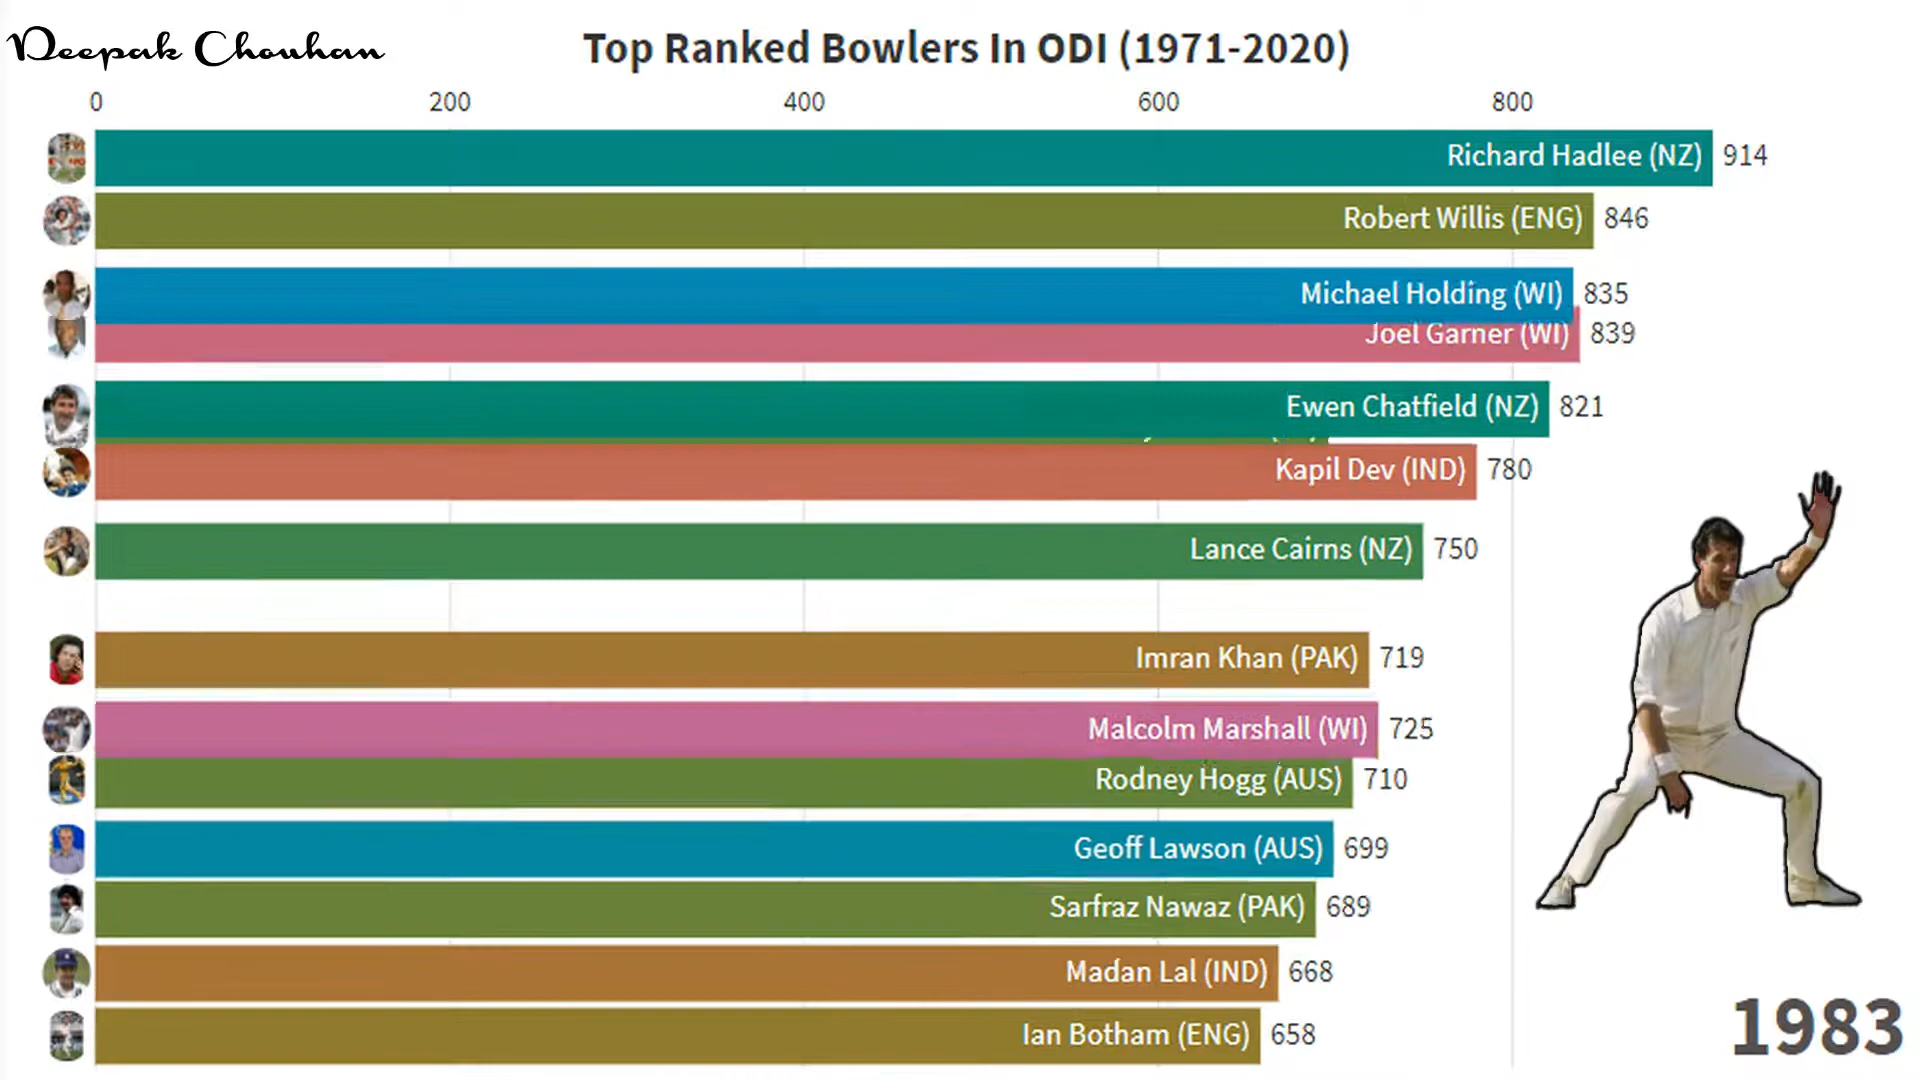 Deepak Chouhan
Top Ranked Bowlers In ODI (1971-2020)
0 200 400 600 800
Richard Hadlee (NZ) 914
Robert Willis (ENG) 846
Michael Holding (WI) 835
Joel Garner (WI) 839
Ewen Chatfield (NZ) 821
Kapil Dev (IND) 780
Lance Cairns (NZ) 750
Imran Khan (PAK) 719
Malcolm Marshall (WI) 725
Rodney Hogg (AUS) 710
Geoff Lawson (AUS) 699
Sarfraz Nawaz (PAK) 689
Madan Lal (IND) 668
Ian Botham (ENG) 658
1983